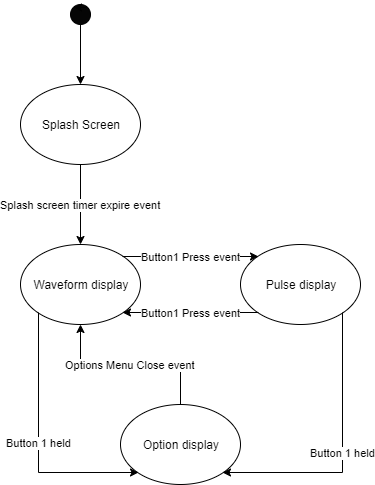 Splash Screen
Splash screen timer expire event
Button1 Press event
Waveform display
Pulse display
Button1 Press event
Options Menu Close event
Button 1 held
Option display
Button 1 held